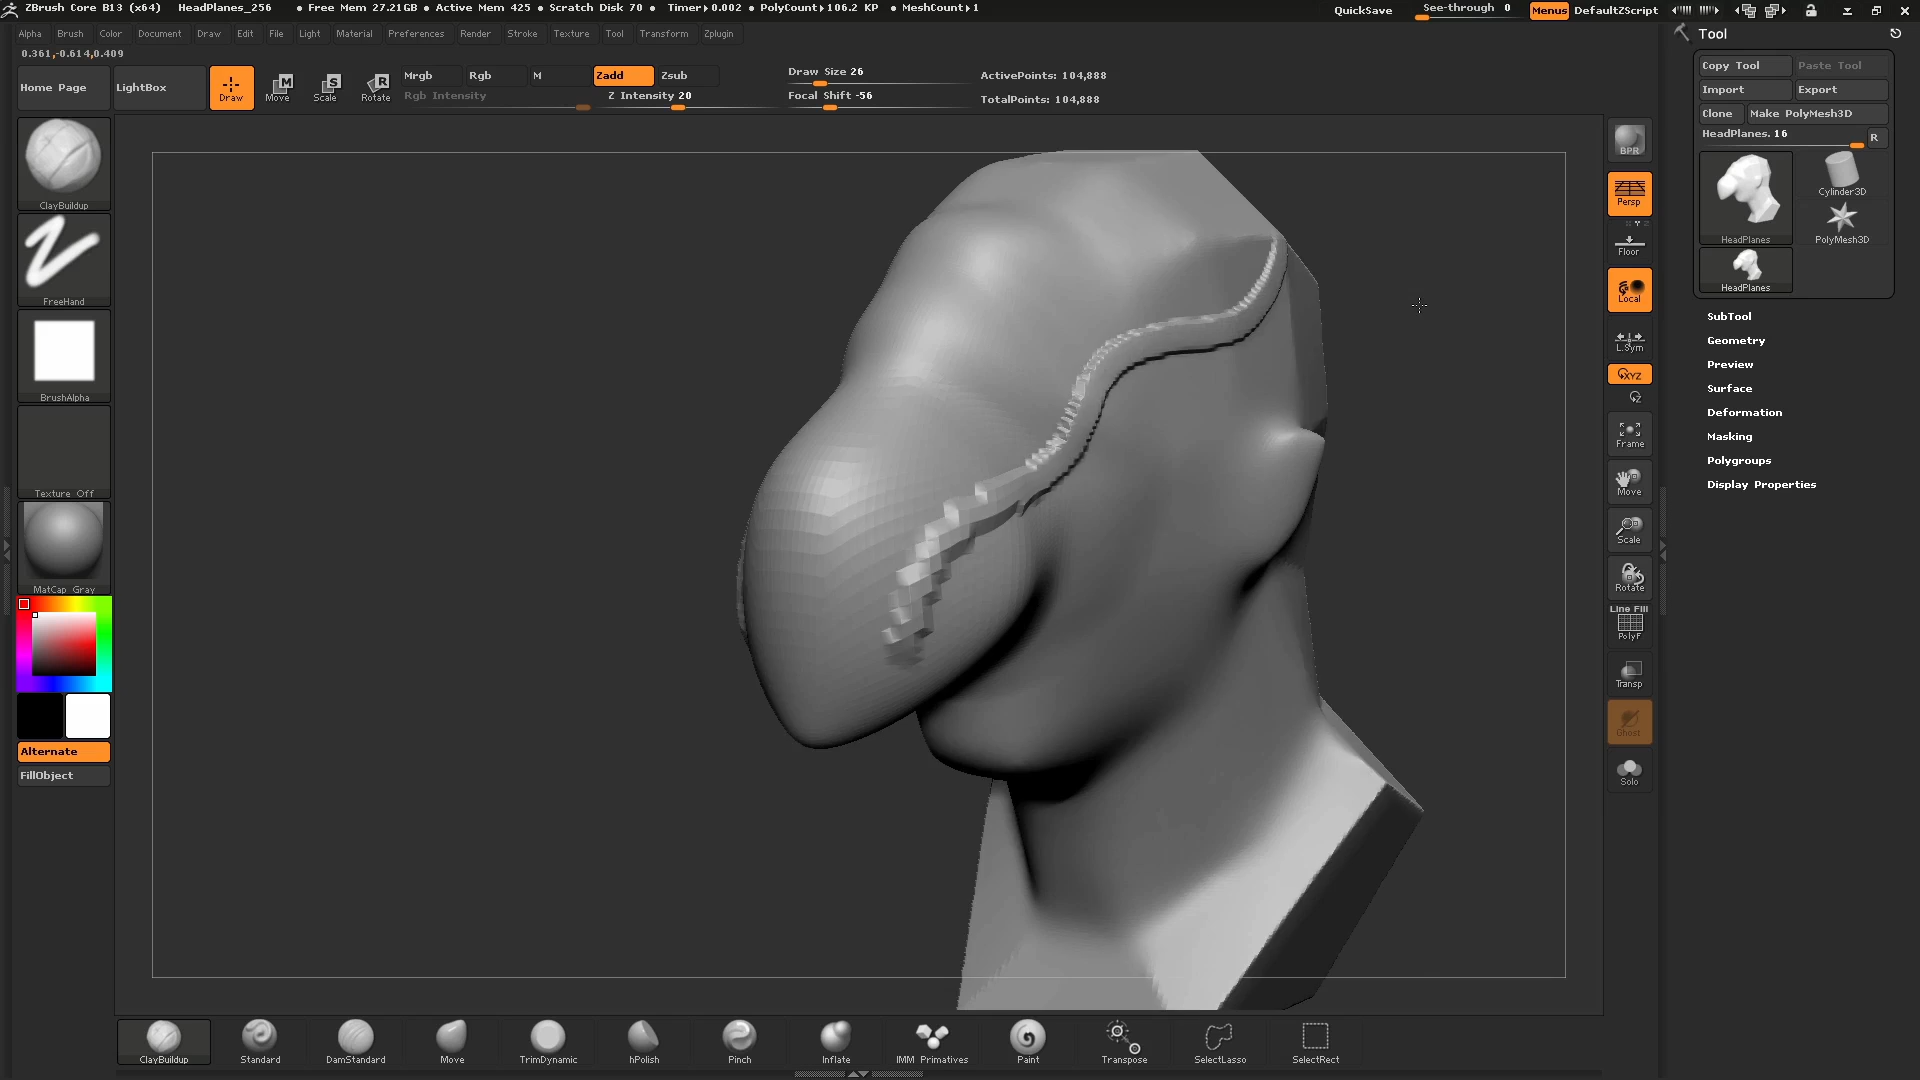 ZBrush Core B13 (x64) HeadPlanes_256 ● Free Mem 27.21GB ● Active Mem 425 ● Scratch Disk 70 ● Timer▸0.002 ● PolyCount▸106.2 KP ● MeshCount▸1 QuickSave See-through 0 Menus DefaultZScript
Alpha Brush Color Document Draw Edit File Light Material Preferences Render Stroke Texture Tool Transform Zplugin
0.361,-0.614,0.409
Home Page
LightBox
Draw
Move
Scale
Rotate
Mrgb Rgb M Zadd Zsub
Rgb Intensity Z Intensity 20
Draw Size 26
Focal Shift -56
ActivePoints: 104,888
TotalPoints: 104,888
ClayBuildup
FreeHand
BrushAlpha
Texture Off
MatCap Gray
Alternate
FillObject
BPR
Persp
Floor
Local
L.Sym
XYZ
Z
Frame
Move
Scale
Rotate
Line Fill
PolyF
Transp
Ghost
Solo
Tool
Copy Tool Paste Tool
Import Export
Clone Make PolyMesh3D
HeadPlanes. 16 R
HeadPlanes
Cylinder3D
PolyMesh3D
HeadPlanes
SubTool
Geometry
Preview
Surface
Deformation
Masking
Polygroups
Display Properties
ClayBuildup Standard DamStandard Move TrimDynamic hPolish Pinch Inflate IMM Primitives Paint Transpose SelectLasso SelectRect